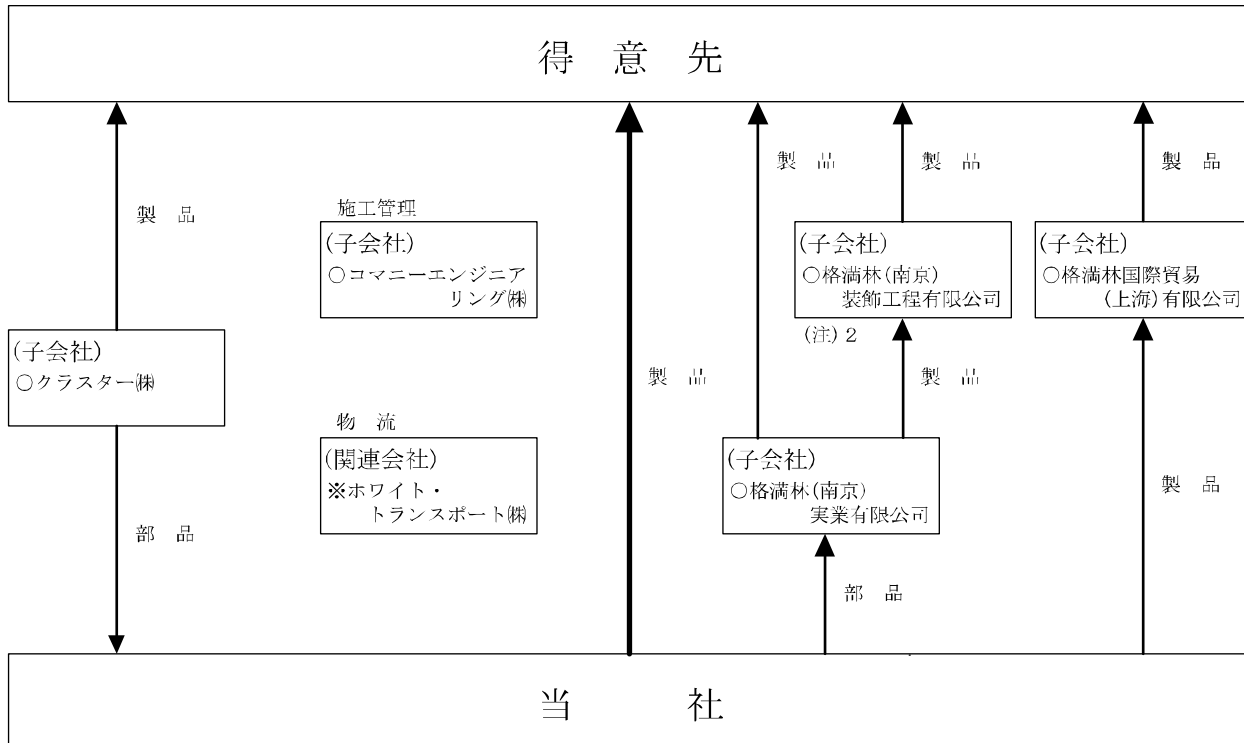 得 意 先
製 品
製 品
製 品
製 品
施工管理
(子会社)
○コマニーエンジニア
リング㈱
(子会社)
○格満林(南京)
装飾工程有限公司
(注)2
(子会社)
○格満林国際貿易
(上海)有限公司
(子会社)
○クラスター㈱
製 品
製 品
物 流
(関連会社)
※ホワイト・
トランスポート㈱
(子会社)
○格満林(南京)
実業有限公司
製 品
部 品
部 品
当 社